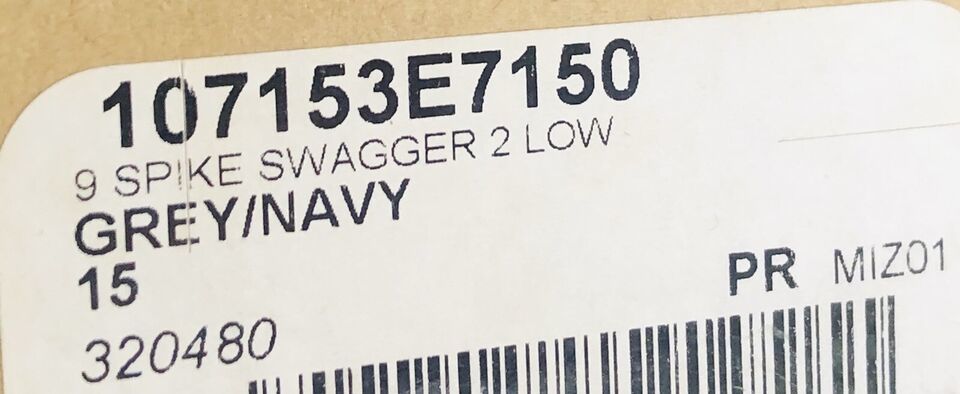 107153E7150
9 SPIKE SWAGGER 2 LOW
GREY/NAVY
15
PR MIZ01
320480